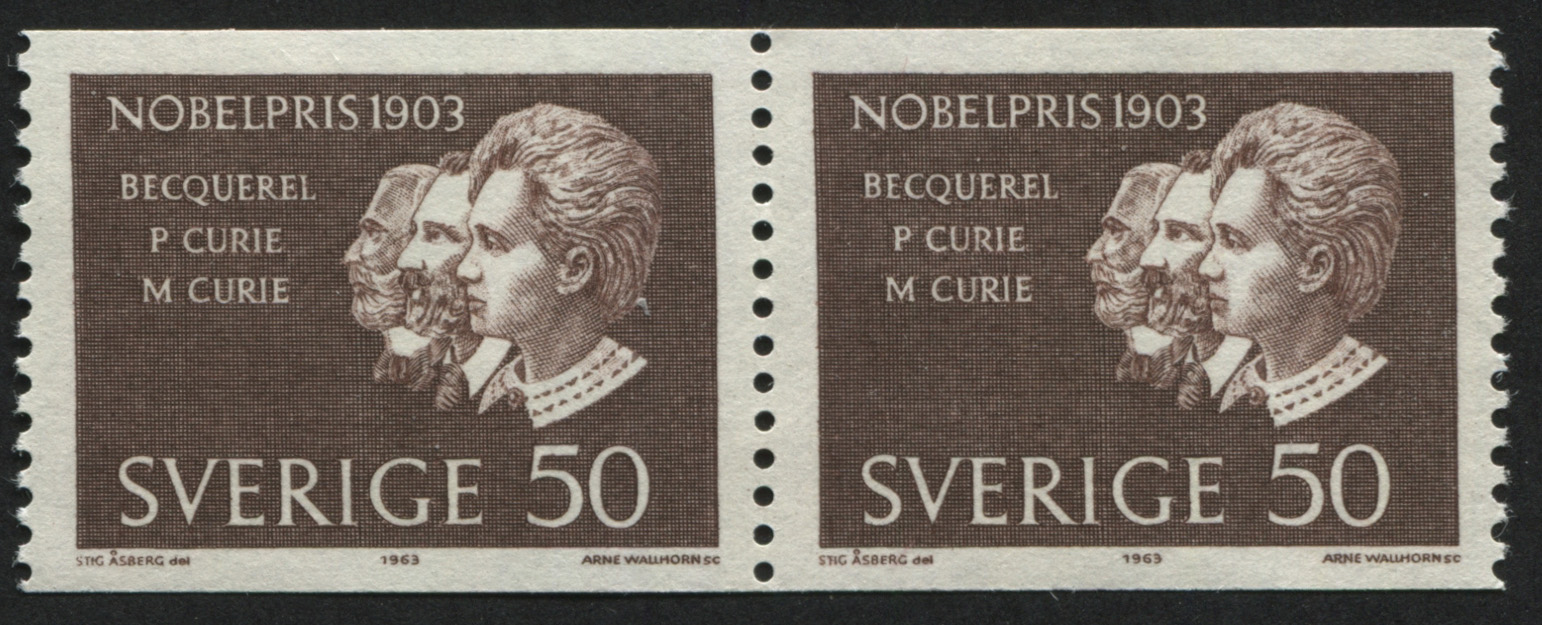 NOBELPRIS 1903
BECQUEREL
P CURIE
M CURIE
SVERIGE 50
STIG ÅSBERG del 1963 ARNE WALLHORN SC
NOBELPRIS 1903
BECQUEREL
P CURIE
M CURIE
SVERIGE 50
STIG ÅSBERG del 1963 ARNE WALLHORN SC